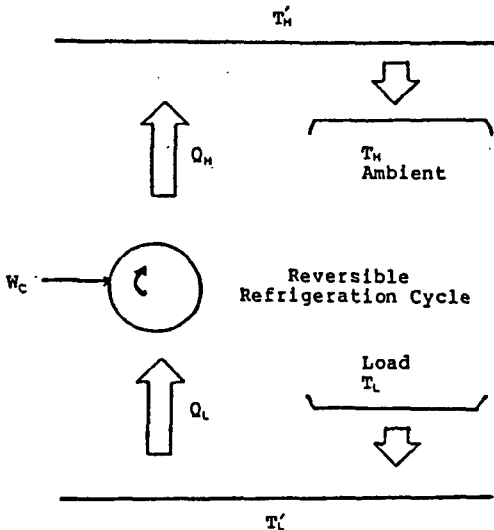 T'H
QH
TH
Ambient
WC
Reversible
Refrigeration Cycle
Load
TL
QL
T'L